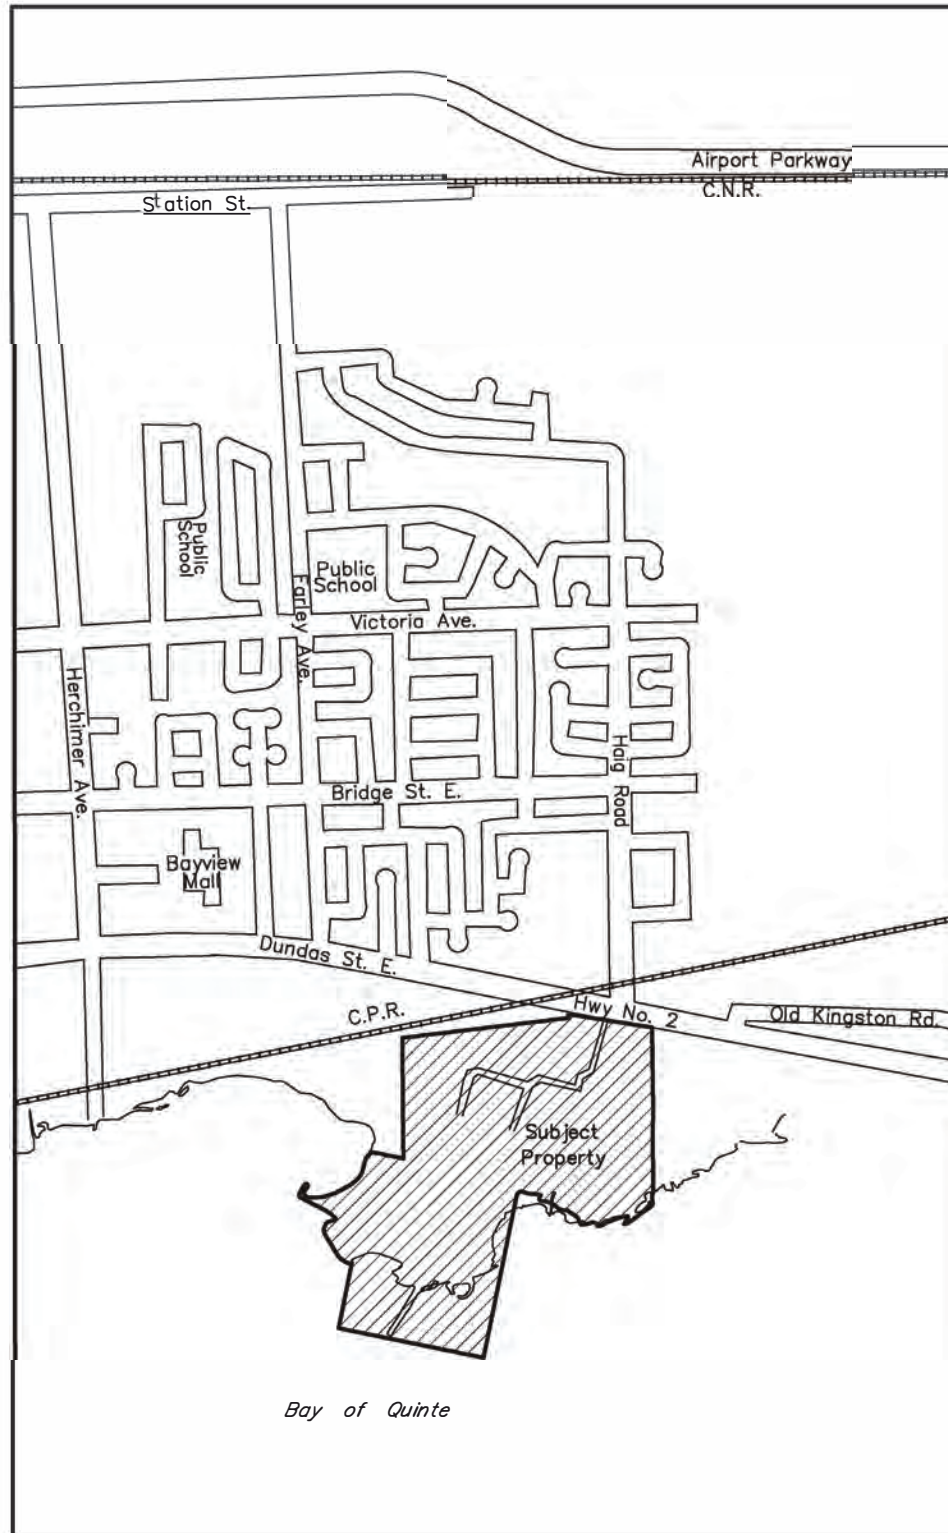 Airport Parkway
C.N.R.
Station St.
Public
School
Public
School
Farley Ave.
Victoria Ave.
Herchimer Ave.
Haig Road
Bridge St. E.
Bayview
Mall
Dundas St. E.
C.P.R.
Hwy No. 2
Old Kingston Rd.
Subject
Property
Bay of Quinte